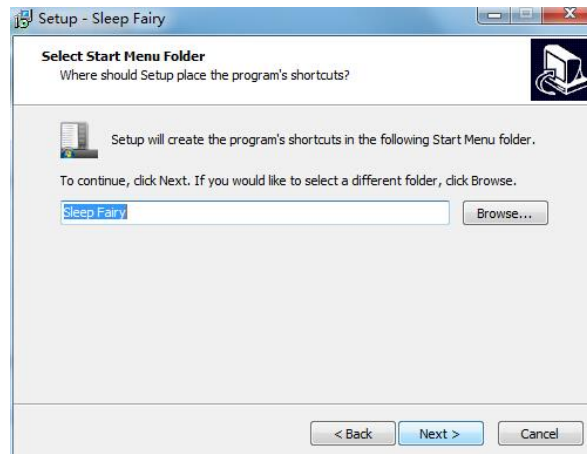 Setup - Sleep Fairy
Select Start Menu Folder
Where should Setup place the program's shortcuts?
Setup will create the program's shortcuts in the following Start Menu folder.
To continue, click Next. If you would like to select a different folder, click Browse.
Sleep Fairy
Browse...
< Back
Next >
Cancel